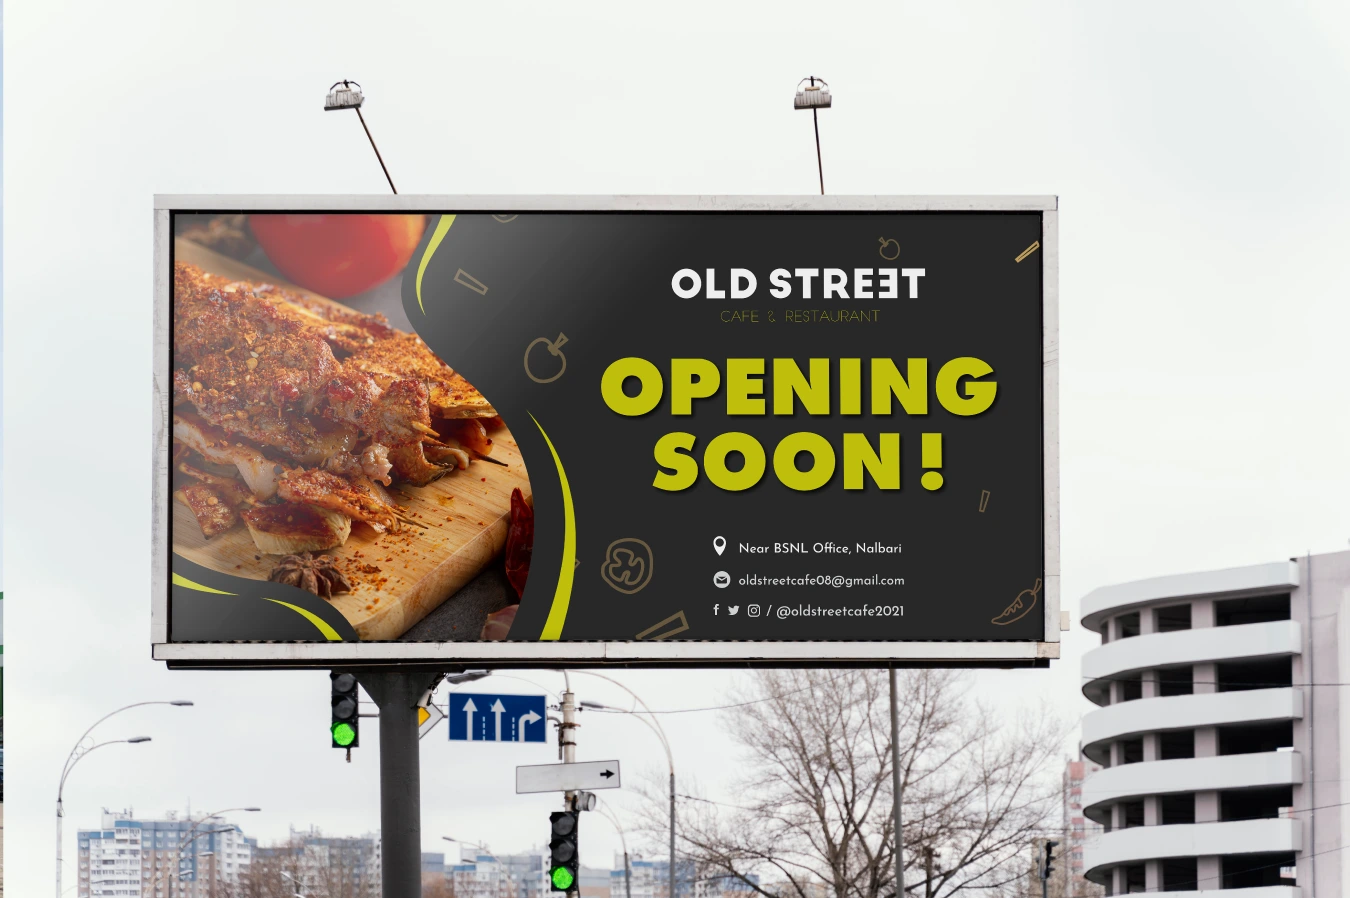 OLD STREET
CAFE & RESTAURANT
OPENING
SOON!
Near BSNL Office, Nalbari
oldstreetcafe08@gmail.com
/ @oldstreetcafe2021